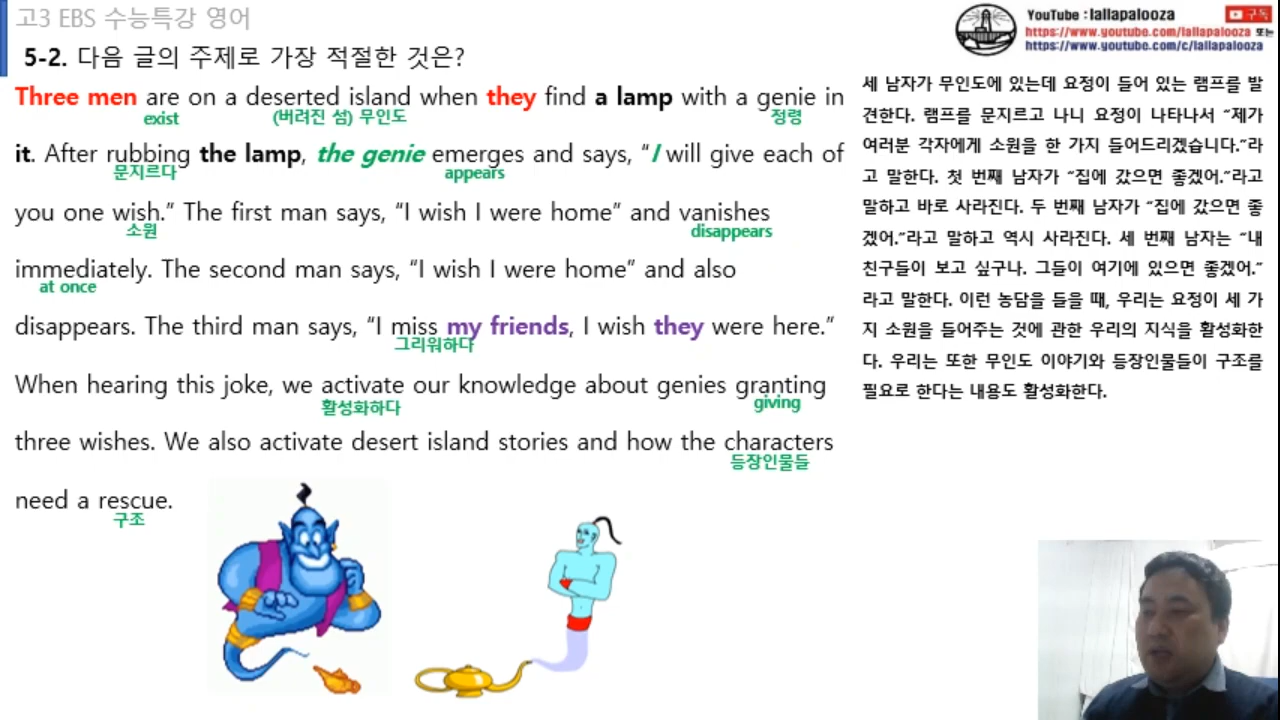 고3 EBS 수능특강 영어
YouTube : lallapalooza
구독
https://www.youtube.com/lallapalooza 또는
https://www.youtube.com/c/lallapalooza
5-2. 다음 글의 주제로 가장 적절한 것은?
Three men are on a deserted island when they find a lamp with a genie in
exist (버려진 섬) 무인도 정령
it. After rubbing the lamp, the genie emerges and says, “I will give each of
문지르다 appears
you one wish.” The first man says, “I wish I were home” and vanishes
소원 disappears
immediately. The second man says, “I wish I were home” and also
at once
disappears. The third man says, “I miss my friends, I wish they were here.”
그리워하다
When hearing this joke, we activate our knowledge about genies granting
활성화하다 giving
three wishes. We also activate desert island stories and how the characters
등장인물들
need a rescue.
구조
세 남자가 무인도에 있는데 요정이 들어 있는 램프를 발
견한다. 램프를 문지르고 나니 요정이 나타나서 “제가
여러분 각자에게 소원을 한 가지 들어드리겠습니다.”라
고 말한다. 첫 번째 남자가 “집에 갔으면 좋겠어.”라고
말하고 바로 사라진다. 두 번째 남자가 “집에 갔으면 좋
겠어.”라고 말하고 역시 사라진다. 세 번째 남자는 “내
친구들이 보고 싶구나. 그들이 여기에 있으면 좋겠어.”
라고 말한다. 이런 농담을 들을 때, 우리는 요정이 세 가
지 소원을 들어주는 것에 관한 우리의 지식을 활성화한
다. 우리는 또한 무인도 이야기와 등장인물들이 구조를
필요로 한다는 내용도 활성화한다.